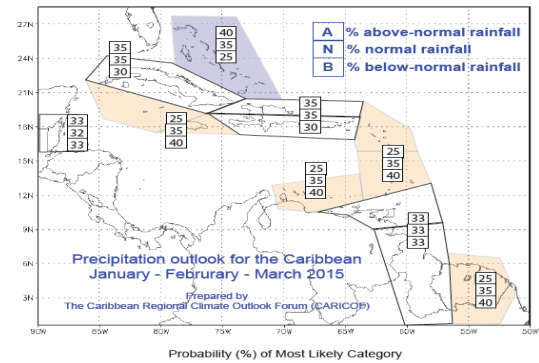 27N
24N
21N
18N
15N
12N
9N
6N
3N
A % above-normal rainfall
N % normal rainfall
B % below-normal rainfall
40
35
25
35
35
30
35
35
30
33
32
33
25
35
40
25
35
40
25
35
40
33
33
33
25
35
40
Precipitation outlook for the Caribbean
January - Februrary - March 2015
Prepared by
The Caribbean Regional Climate Outlook Forum (CARICOF)
90W 85W 80W 75W 70W 65W 60W 55W 50W
Probability (%) of Most Likely Category